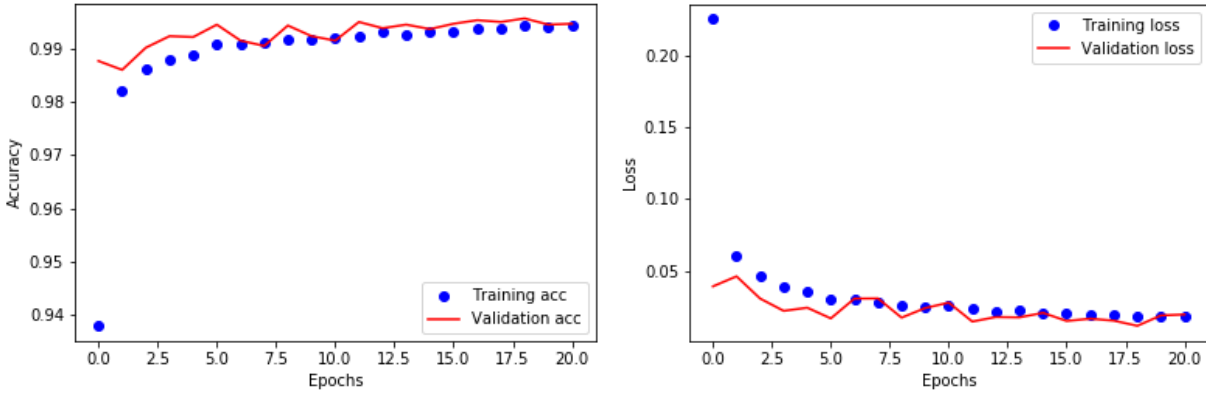 0.99
0.98
0.97
0.96
0.95
0.94
Accuracy
0.0 2.5 5.0 7.5 10.0 12.5 15.0 17.5 20.0
Epochs
Training acc
Validation acc
0.20
0.15
0.10
0.05
Loss
0.0 2.5 5.0 7.5 10.0 12.5 15.0 17.5 20.0
Epochs
Training loss
Validation loss